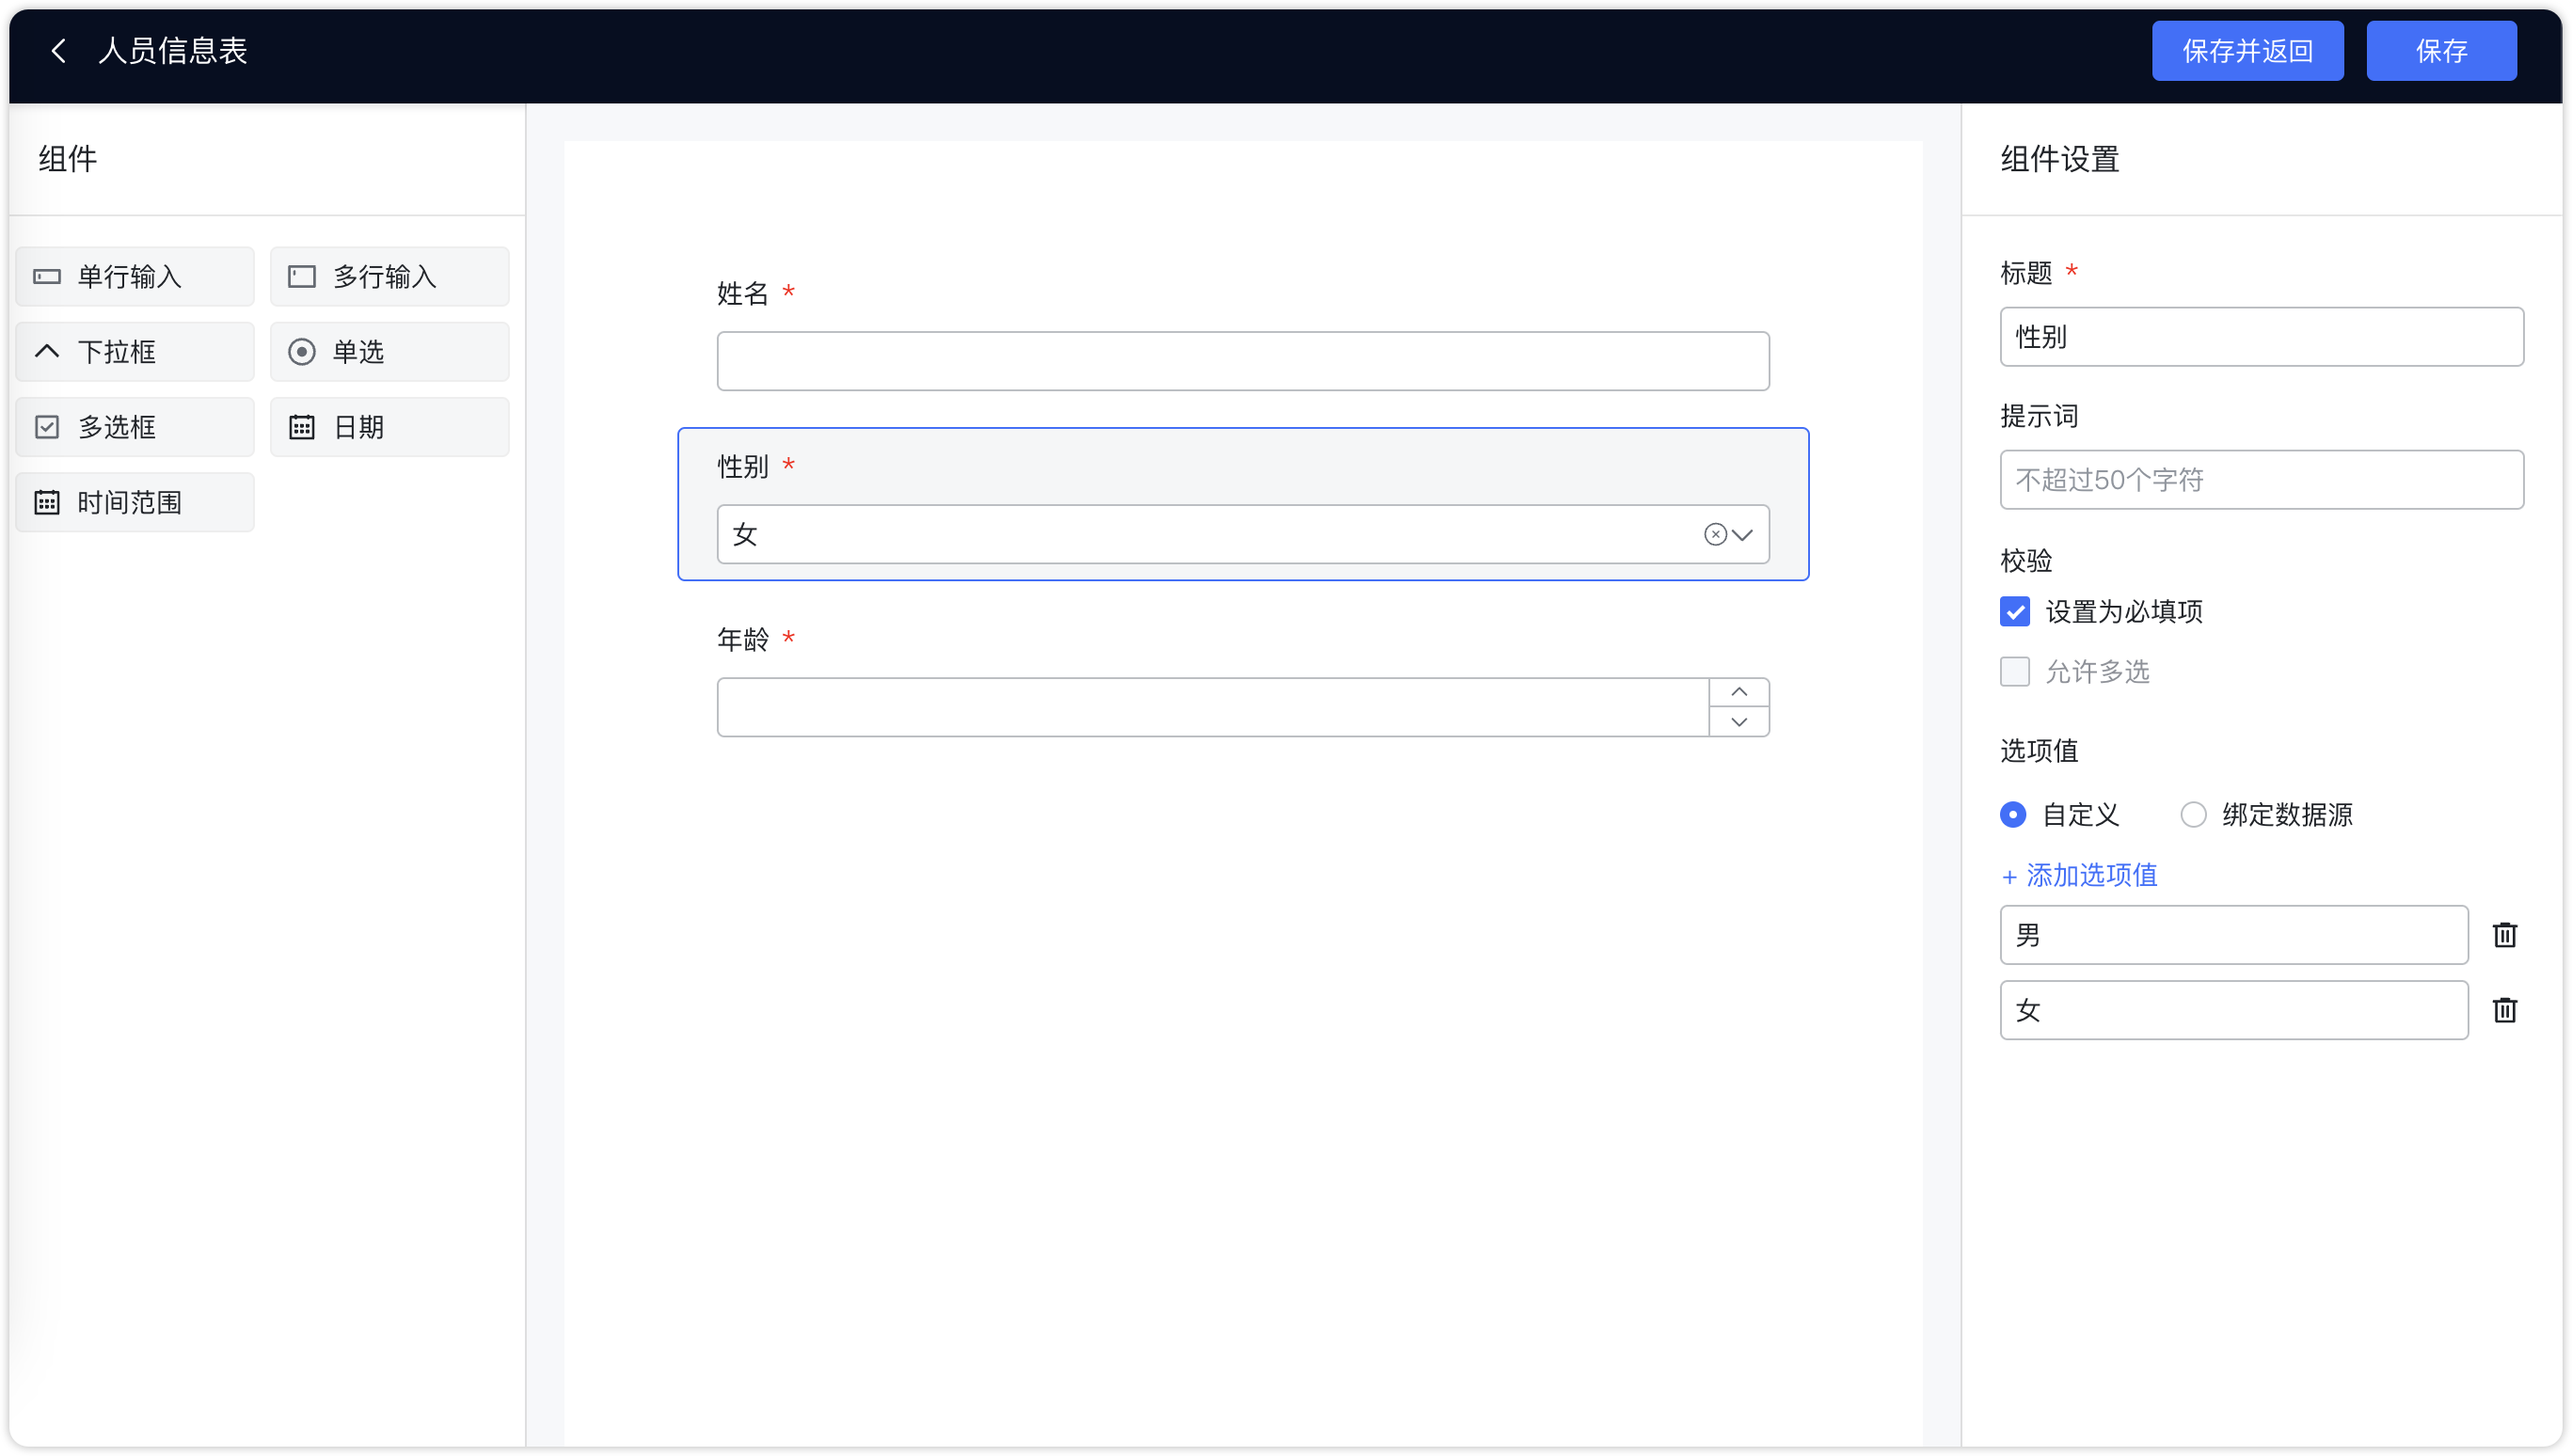 人员信息表
保存并返回
保存
组件
单行输入
多行输入
下拉框
单选
多选框
日期
时间范围
姓名 *
性别 *
女
年龄 *
组件设置
标题 *
性别
提示词
不超过50个字符
校验
设置为必填项
允许多选
选项值
自定义
绑定数据源
+ 添加选项值
男
女